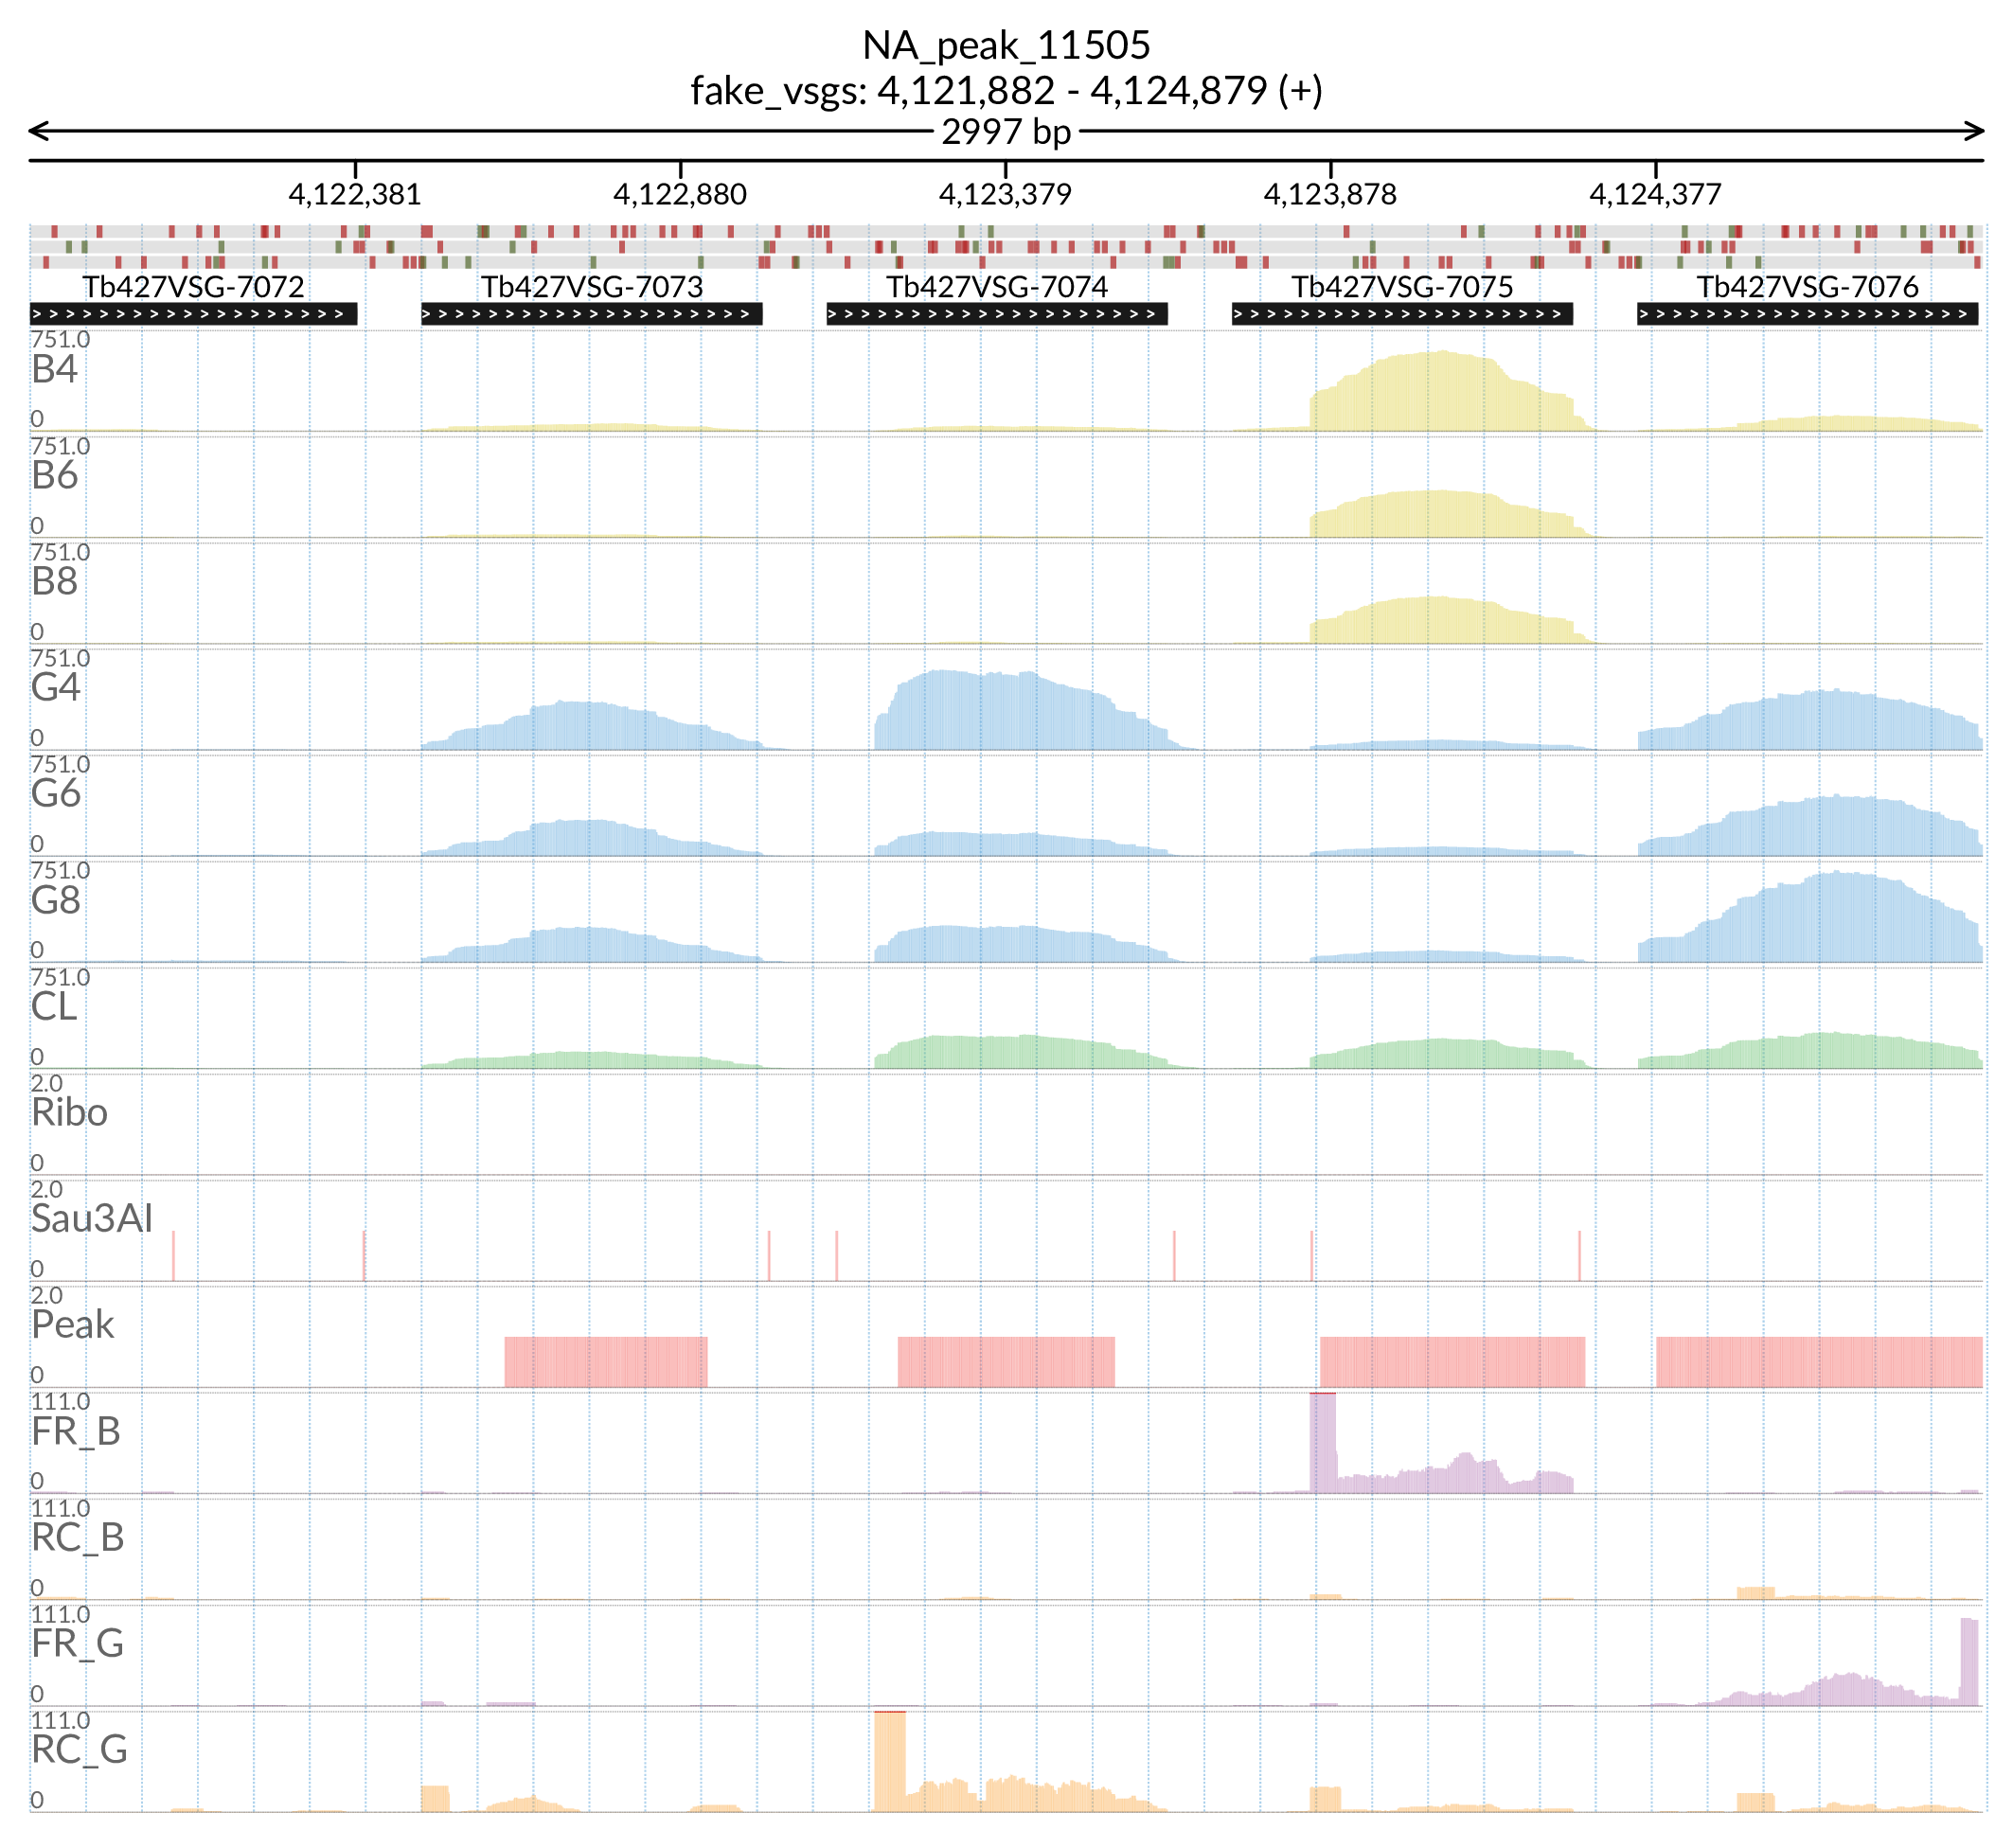 NA_peak_11505
fake_vsgs: 4,121,882 - 4,124,879 (+)
2997 bp
4,122,381 4,122,880 4,123,379 4,123,878 4,124,377
Tb427VSG-7072 Tb427VSG-7073 Tb427VSG-7074 Tb427VSG-7075 Tb427VSG-7076
751.0
B4
0
751.0
B6
0
751.0
B8
0
751.0
G4
0
751.0
G6
0
751.0
G8
0
751.0
CL
0
2.0
Ribo
0
2.0
Sau3AI
0
2.0
Peak
0
111.0
FR_B
0
111.0
RC_B
0
111.0
FR_G
0
111.0
RC_G
0